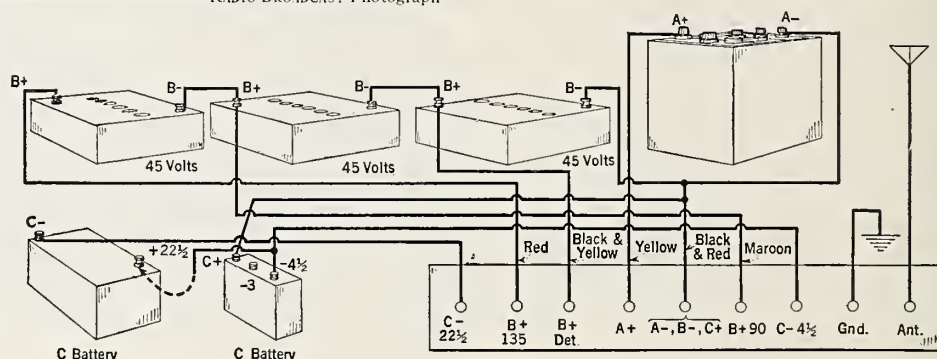 RADIO BROADCAST Photograph
A+ A-
B+ B- B+ B- B+ B-
45 Volts 45 Volts 45 Volts
C- +22½ C+ -4½
-3
Red Black & Yellow Yellow Black & Red Maroon
C- 22½ B+ 135 B+ Det. A+ A-, B-, C+ B+ 90 C- 4½ Gnd. Ant.
C Battery C Battery